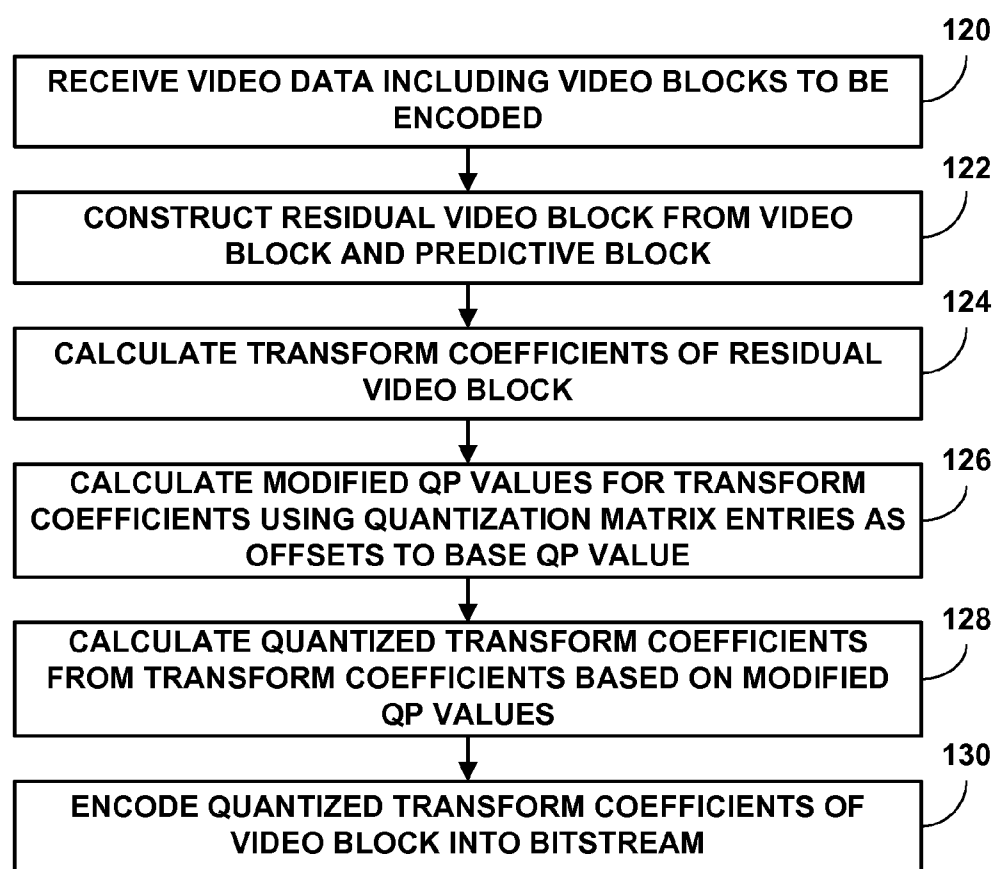 120
RECEIVE VIDEO DATA INCLUDING VIDEO BLOCKS TO BE
ENCODED
122
CONSTRUCT RESIDUAL VIDEO BLOCK FROM VIDEO
BLOCK AND PREDICTIVE BLOCK
124
CALCULATE TRANSFORM COEFFICIENTS OF RESIDUAL
VIDEO BLOCK
126
CALCULATE MODIFIED QP VALUES FOR TRANSFORM
COEFFICIENTS USING QUANTIZATION MATRIX ENTRIES AS
OFFSETS TO BASE QP VALUE
128
CALCULATE QUANTIZED TRANSFORM COEFFICIENTS
FROM TRANSFORM COEFFICIENTS BASED ON MODIFIED
QP VALUES
130
ENCODE QUANTIZED TRANSFORM COEFFICIENTS OF
VIDEO BLOCK INTO BITSTREAM